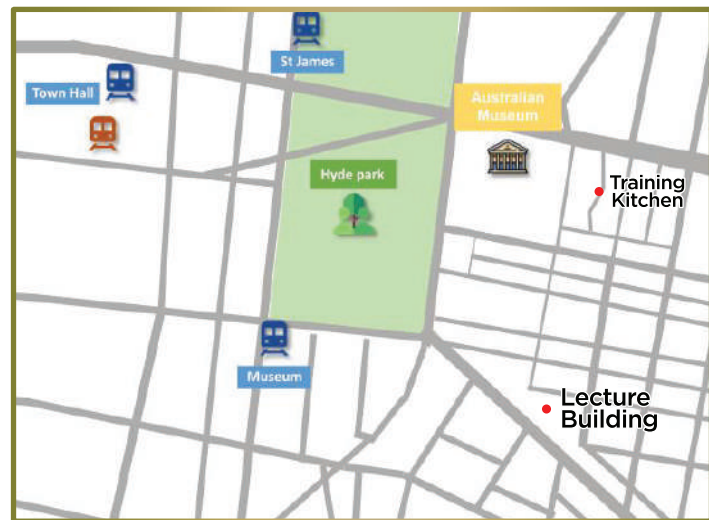 St James
Town Hall
Australian
Museum
Hyde park
Training
Kitchen
Museum
Lecture
Building